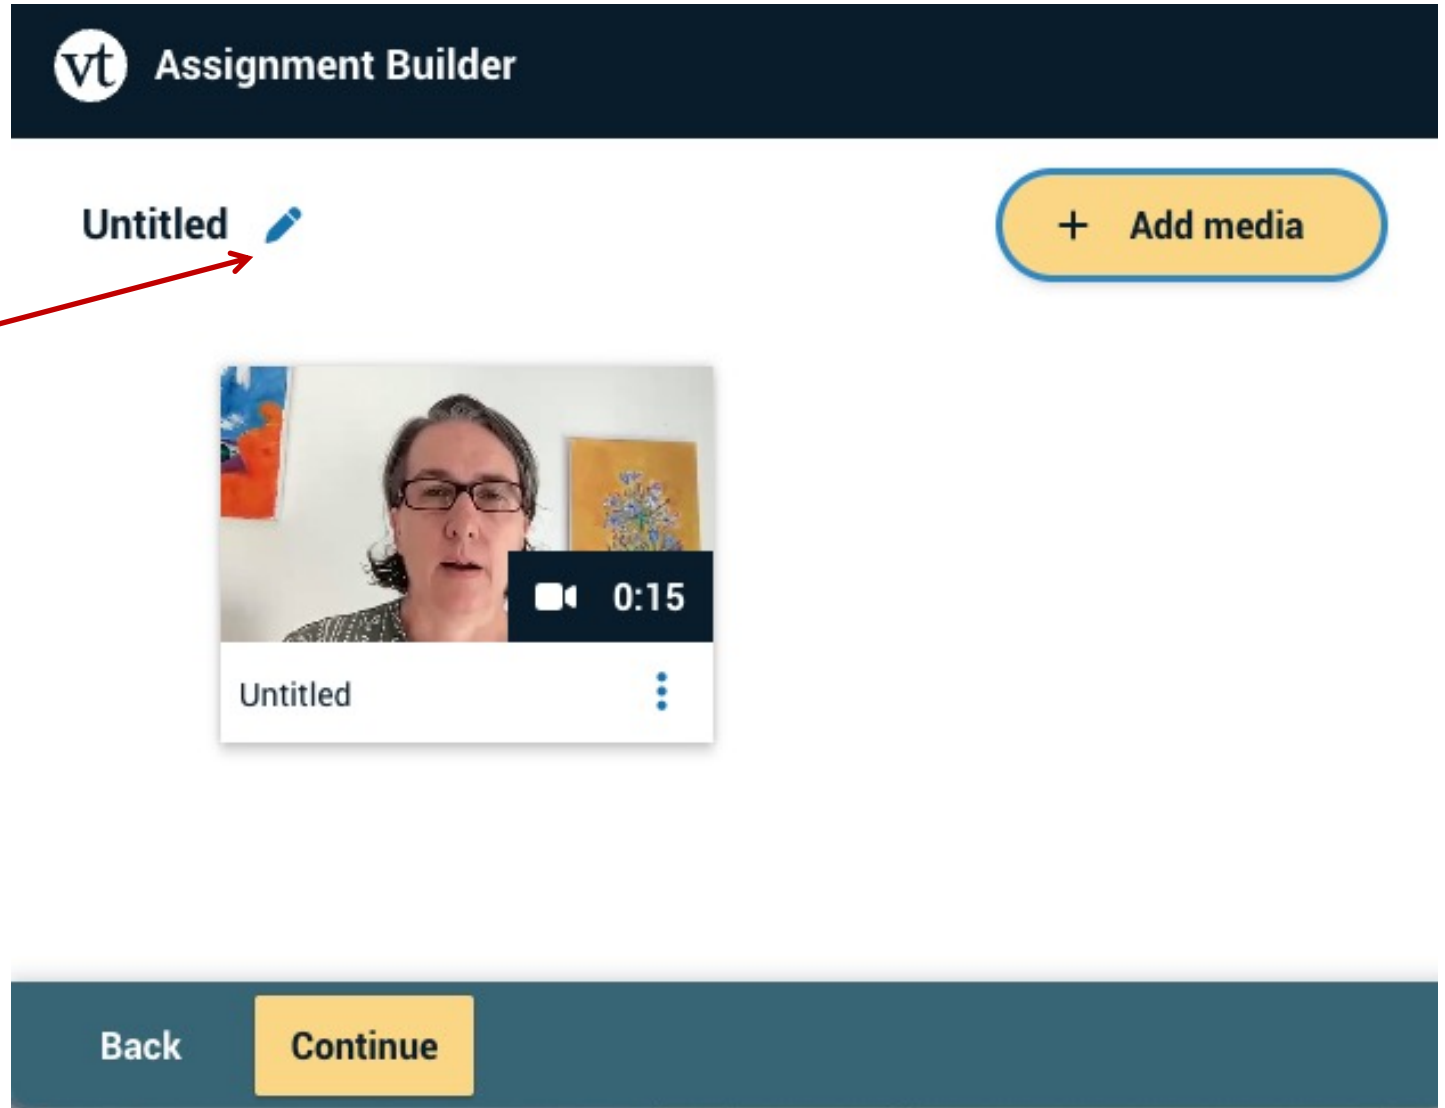 vt Assignment Builder
Untitled
+ Add media
0:15
Untitled
Back Continue